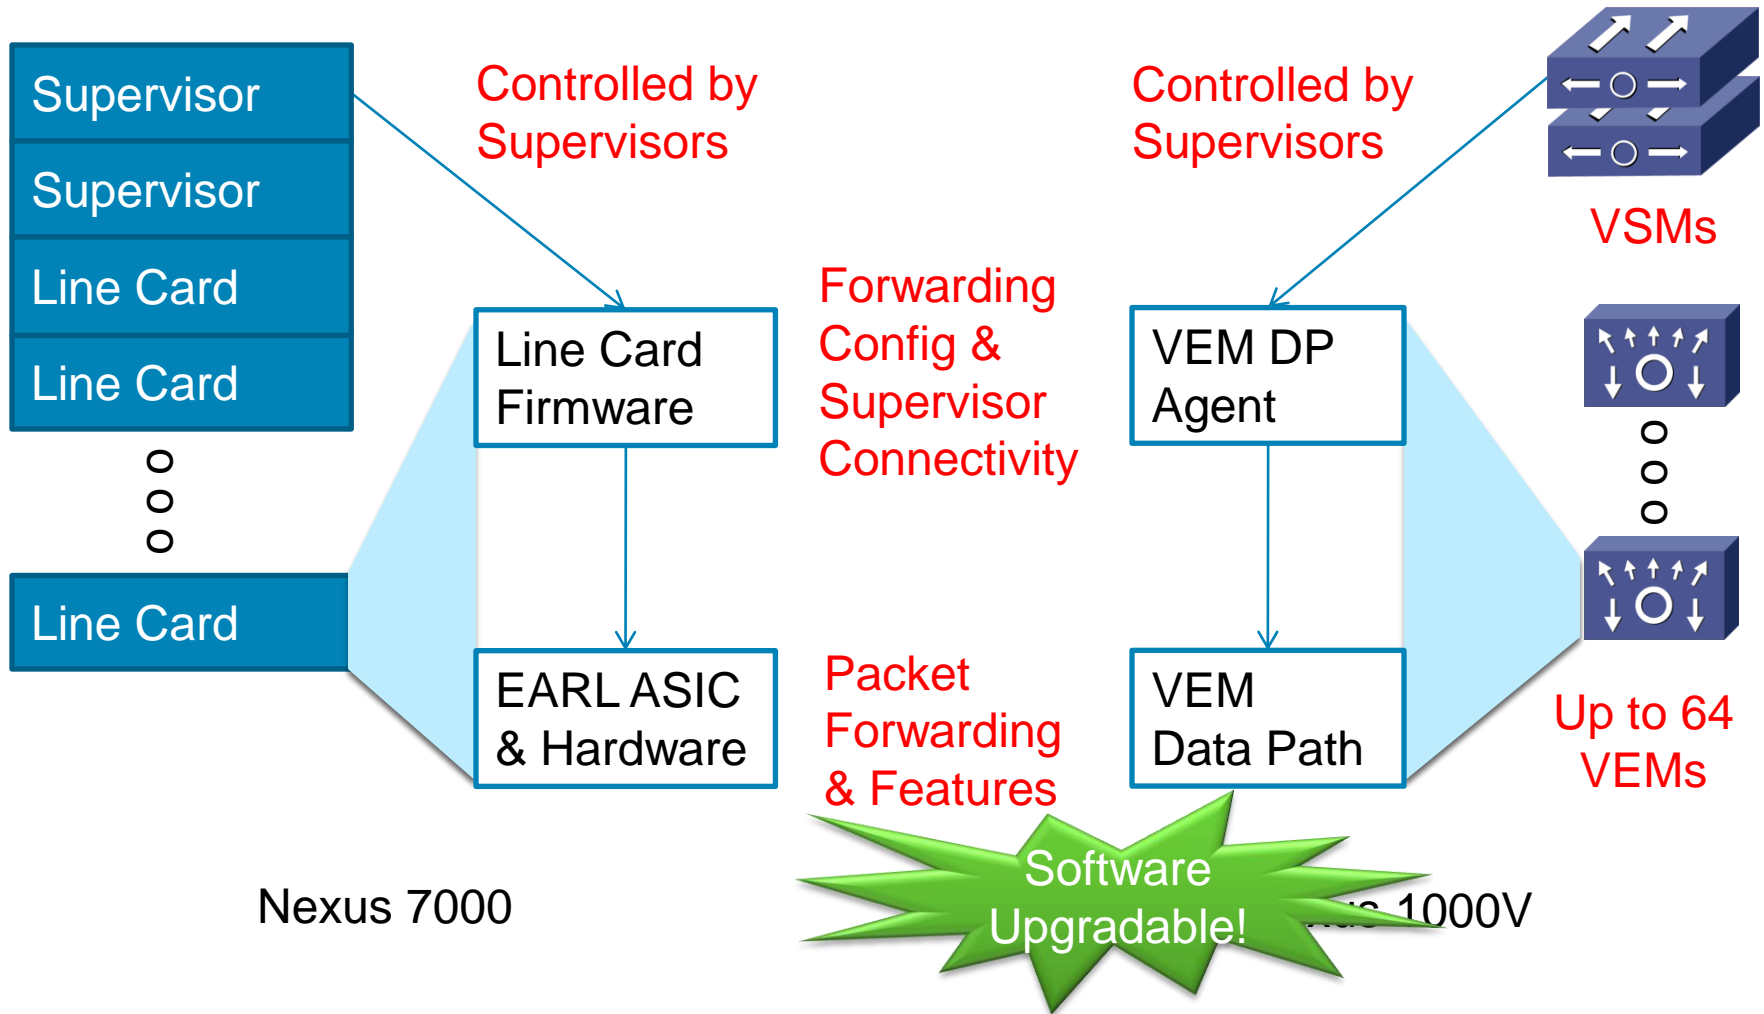 Supervisor
Supervisor
Line Card
Line Card
o o o
Line Card
Controlled by
Supervisors
Line Card
Firmware
EARL ASIC
& Hardware
Forwarding
Config &
Supervisor
Connectivity
Packet
Forwarding
& Features
Controlled by
Supervisors
VEM DP
Agent
VEM
Data Path
VSMs
o o o
Up to 64
VEMs
Software
Upgradable!
Nexus 7000
xus 1000V